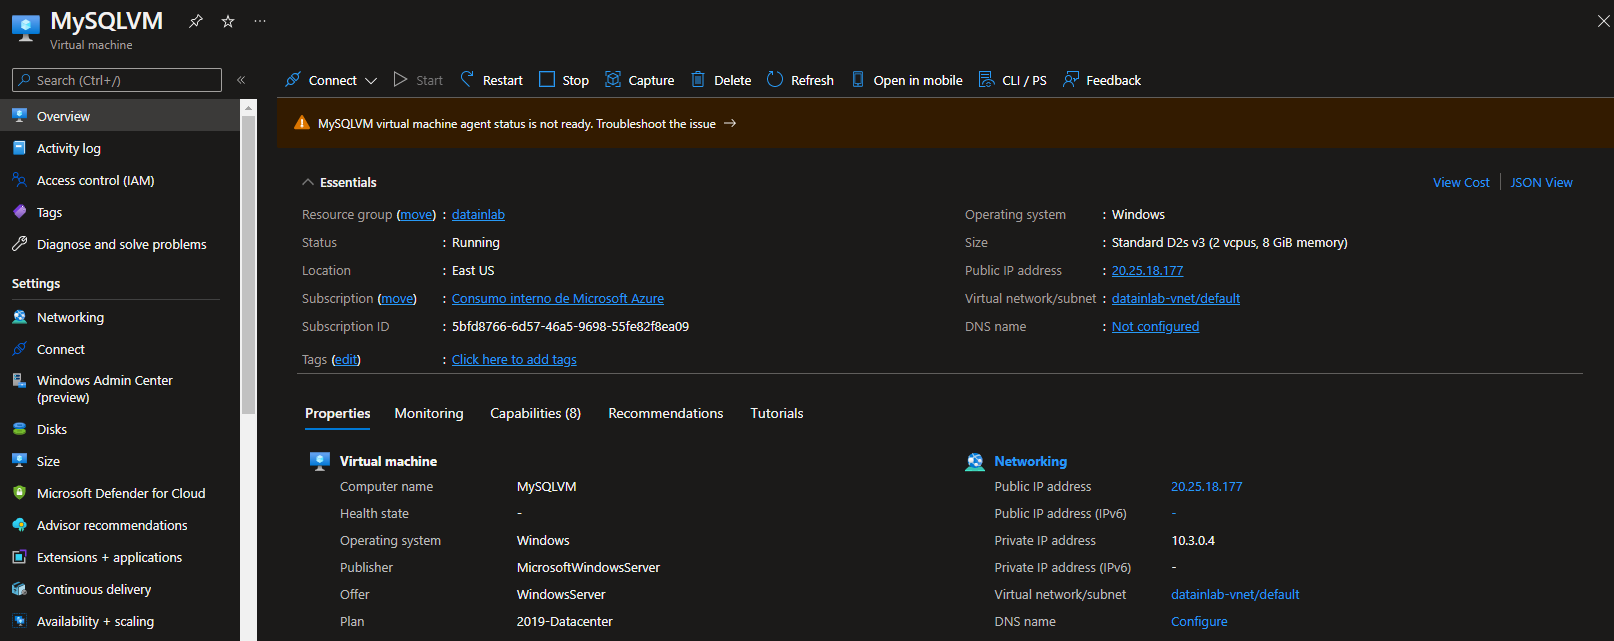 MySQLVM
Virtual machine
Search (Ctrl+/)
Overview
Activity log
Access control (IAM)
Tags
Diagnose and solve problems
Settings
Networking
Connect
Windows Admin Center
(preview)
Disks
Size
Microsoft Defender for Cloud
Advisor recommendations
Extensions + applications
Continuous delivery
Availability + scaling
Connect Start Restart Stop Capture Delete Refresh Open in mobile CLI / PS Feedback
MySQLVM virtual machine agent status is not ready. Troubleshoot the issue →
Essentials
View Cost JSON View
Resource group (move) : datainlab
Status : Running
Location : East US
Subscription (move) : Consumo interno de Microsoft Azure
Subscription ID : 5bfd8766-6d57-46a5-9698-55fe82f8ea09
Tags (edit) : Click here to add tags
Operating system : Windows
Size : Standard D2s v3 (2 vcpus, 8 GiB memory)
Public IP address : 20.25.18.177
Virtual network/subnet : datainlab-vnet/default
DNS name : Not configured
Properties Monitoring Capabilities (8) Recommendations Tutorials
Virtual machine
Computer name MySQLVM
Health state -
Operating system Windows
Publisher MicrosoftWindowsServer
Offer WindowsServer
Plan 2019-Datacenter
Networking
Public IP address 20.25.18.177
Public IP address (IPv6) -
Private IP address 10.3.0.4
Private IP address (IPv6) -
Virtual network/subnet datainlab-vnet/default
DNS name Configure